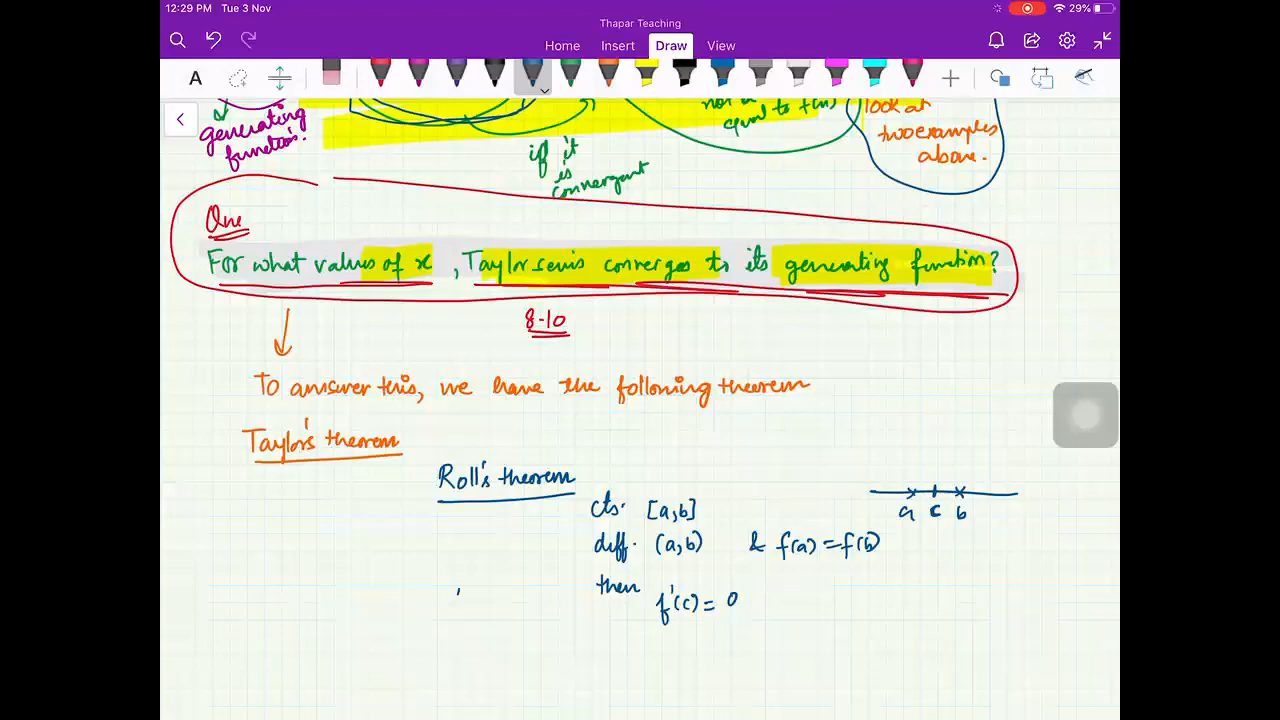 12:29 PM Tue 3 Nov
29%
Thapar Teaching
Home Insert Draw View
A
generating
function.
if it
is
convergent
equal to f(x)
look at
two examples
above.
One
For what values of x, Taylor series converges to its generating function?
8-10
To answer this, we have the following theorem
Taylor's theorem
Roll's theorem
cts. [a,b]
a c b
diff. (a,b) & f(a) = f(b)
then
f'(c) = 0